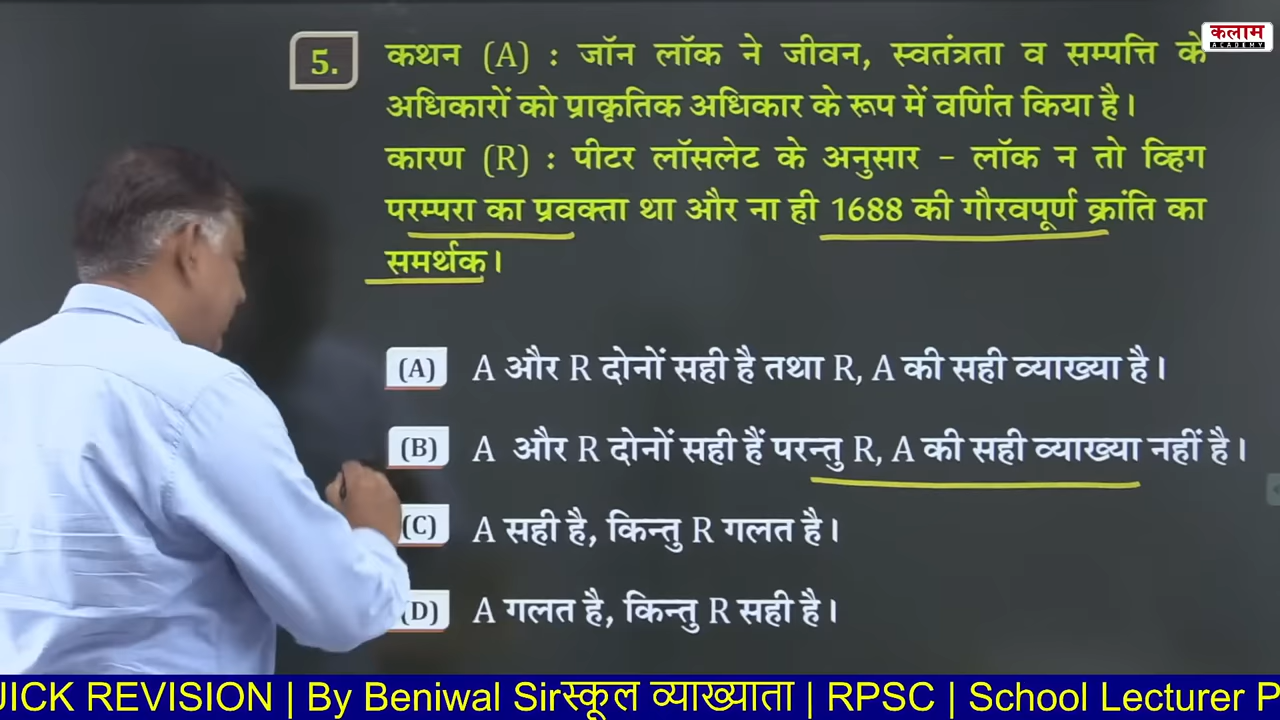 कलाम
ACADEMY
5.
कथन (A) : जॉन लॉक ने जीवन, स्वतंत्रता व सम्पत्ति के
अधिकारों को प्राकृतिक अधिकार के रूप में वर्णित किया है।
कारण (R) : पीटर लॉसलेट के अनुसार - लॉक न तो व्हिग
परम्परा का प्रवक्ता था और ना ही 1688 की गौरवपूर्ण क्रांति का
समर्थक।
(A) A और R दोनों सही है तथा R, A की सही व्याख्या है।
(B) A और R दोनों सही हैं परन्तु R, A की सही व्याख्या नहीं है।
(C) A सही है, किन्तु R गलत है।
(D) A गलत है, किन्तु R सही है।
UICK REVISION | By Beniwal Sirस्कूल व्याख्याता | RPSC | School Lecturer P